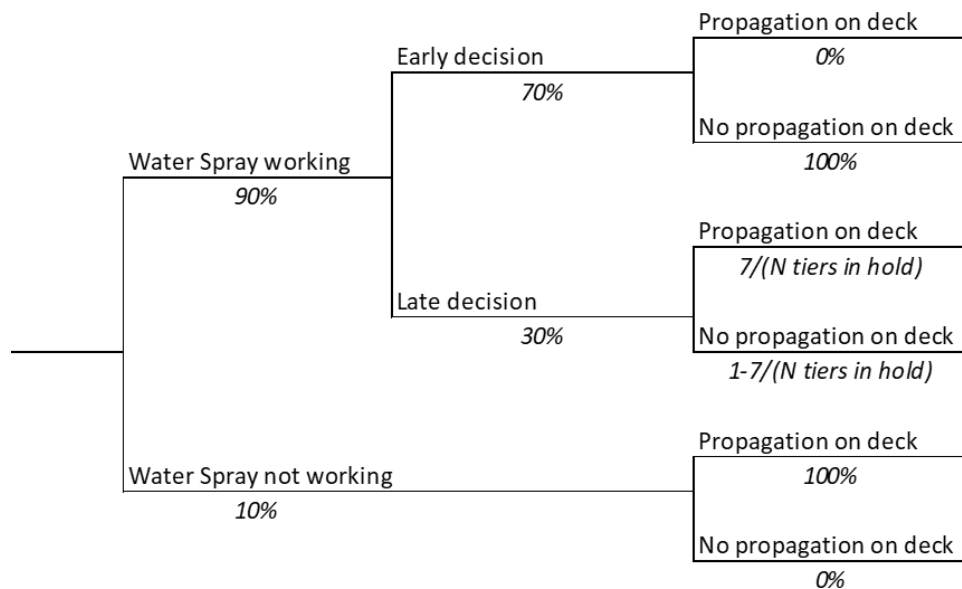 Propagation on deck
0%
Early decision
70%
No propagation on deck
100%
Water Spray working
90%
Propagation on deck
7/(N tiers in hold)
Late decision
30%
No propagation on deck
1-7/(N tiers in hold)
Propagation on deck
100%
Water Spray not working
10%
No propagation on deck
0%